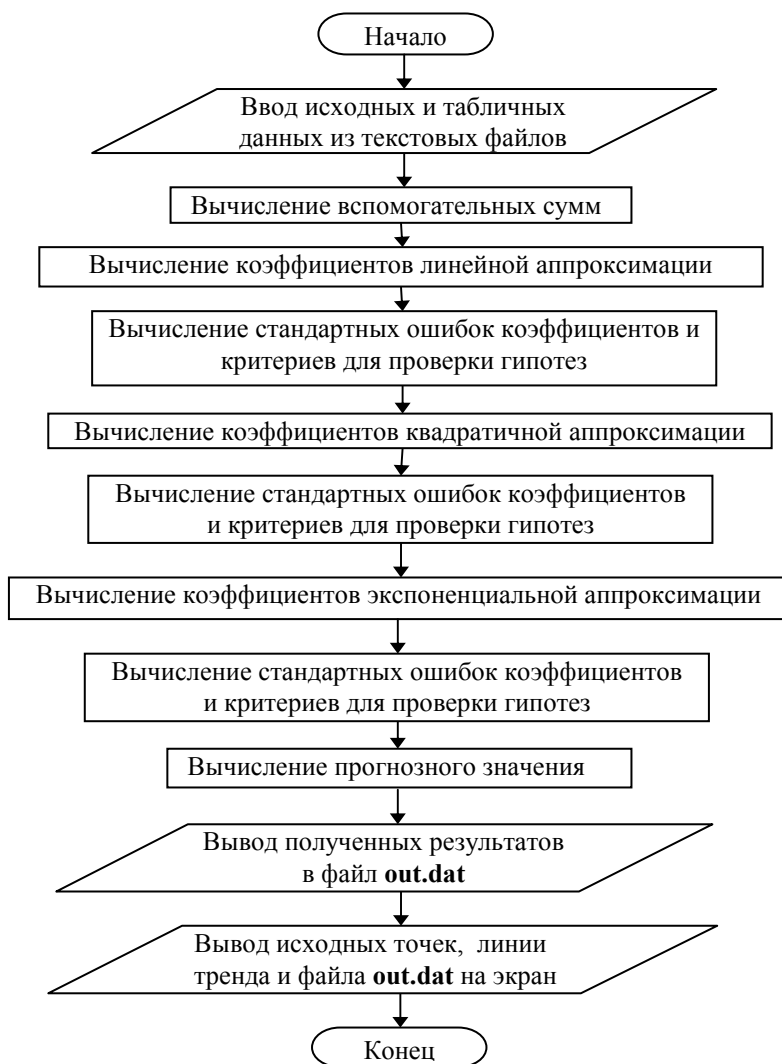 Начало
Ввод исходных и табличных
данных из текстовых файлов
Вычисление вспомогательных сумм
Вычисление коэффициентов линейной аппроксимации
Вычисление стандартных ошибок коэффициентов и
критериев для проверки гипотез
Вычисление коэффициентов квадратичной аппроксимации
Вычисление стандартных ошибок коэффициентов
и критериев для проверки гипотез
Вычисление коэффициентов экспоненциальной аппроксимации
Вычисление стандартных ошибок коэффициентов
и критериев для проверки гипотез
Вычисление прогнозного значения
Вывод полученных результатов
в файл out.dat
Вывод исходных точек, линии
тренда и файла out.dat на экран
Конец